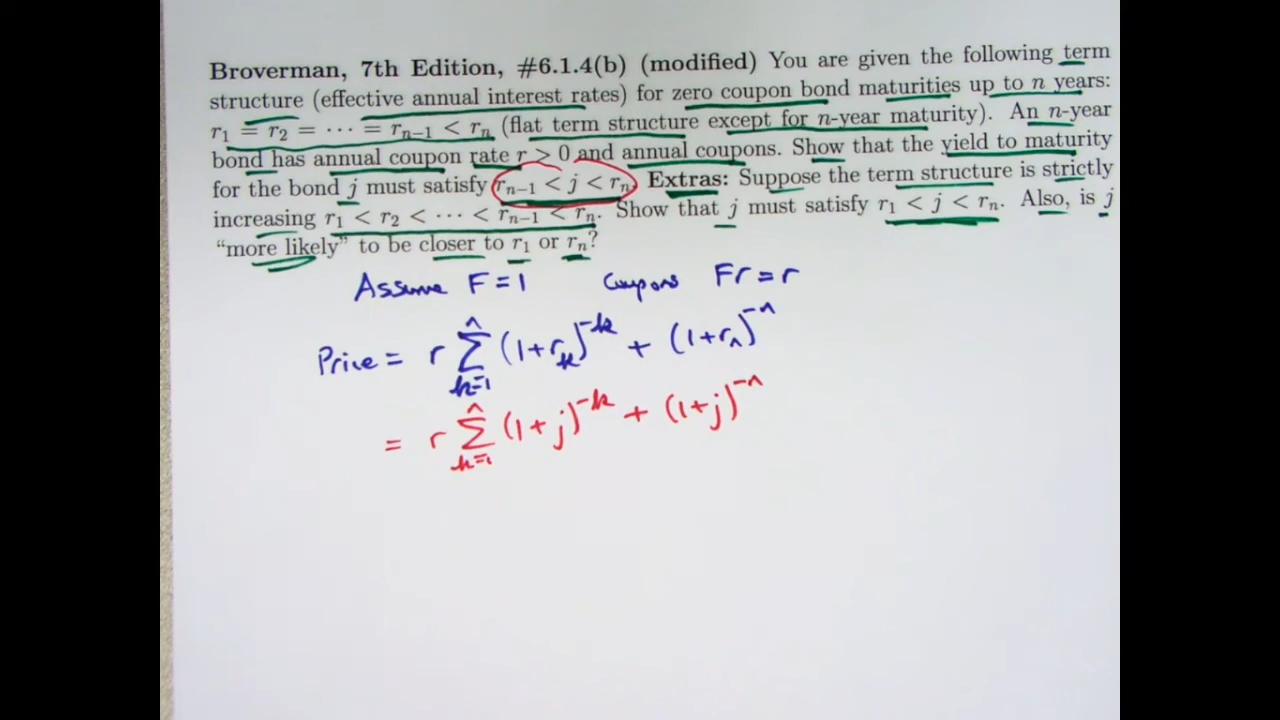 Broverman, 7th Edition, #6.1.4(b) (modified) You are given the following term
structure (effective annual interest rates) for zero coupon bond maturities up to n years:
r₁ = r₂ = ⋯ = rₙ₋₁ < rₙ (flat term structure except for n-year maturity). An n-year
bond has annual coupon rate r > 0 and annual coupons. Show that the yield to maturity
for the bond j must satisfy rₙ₋₁ < j < rₙ. Extras: Suppose the term structure is strictly
increasing r₁ < r₂ < ⋯ < rₙ₋₁ < rₙ. Show that j must satisfy r₁ < j < rₙ. Also, is j
“more likely” to be closer to r₁ or rₙ?
Assume F = 1 Coupons Fr = r
Price = r ∑ₖ₌₁ⁿ (1+rₖ)⁻ᵏ + (1+rₙ)⁻ⁿ
= r ∑ₖ₌₁ⁿ (1+j)⁻ᵏ + (1+j)⁻ⁿ